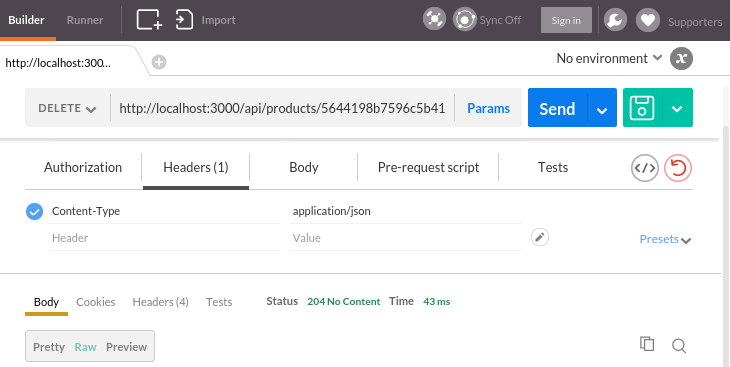 Builder Runner Import Sync Off Sign in Supporters
http://localhost:300... No environment
DELETE http://localhost:3000/api/products/5644198b7596c5b41 Params Send
Authorization Headers (1) Body Pre-request script Tests
Content-Type application/json
Header Value Presets
Body Cookies Headers (4) Tests Status 204 No Content Time 43 ms
Pretty Raw Preview